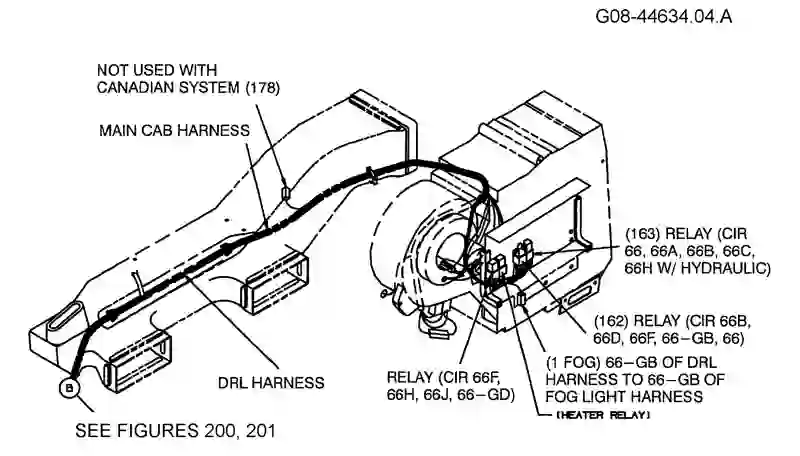 G08-44634.04.A
NOT USED WITH
CANADIAN SYSTEM (178)
MAIN CAB HARNESS
(163) RELAY (CIR
66, 66A, 66B, 66C,
66H W/ HYDRAULIC)
(162) RELAY (CIR 66B,
66D, 66F, 66-GB, 66)
(1 FOG) 66-GB OF DRL
HARNESS TO 66-GB OF
FOG LIGHT HARNESS
(HEATER RELAY)
RELAY (CIR 66F,
66H, 66J, 66-GD)
DRL HARNESS
B
SEE FIGURES 200, 201